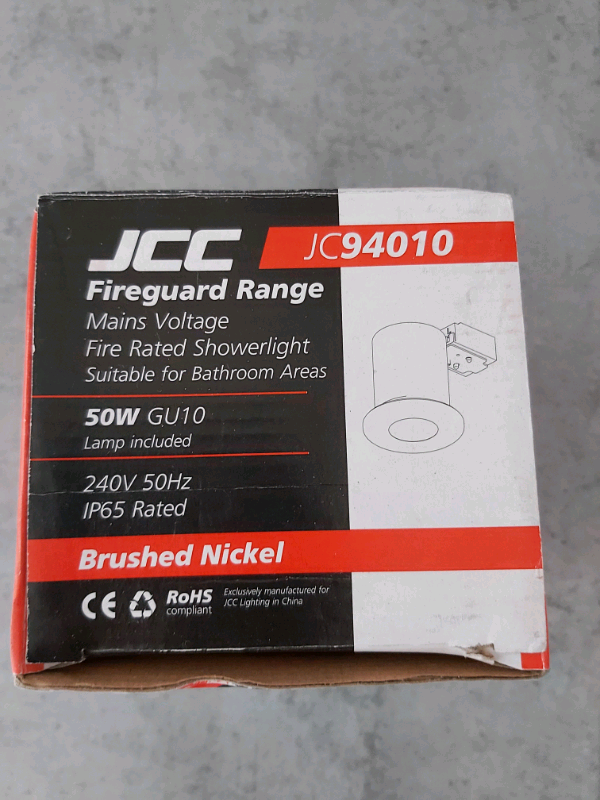 JCC
JC94010
Fireguard Range
Mains Voltage
Fire Rated Showerlight
Suitable for Bathroom Areas
50W GU10
Lamp included
240V 50Hz
IP65 Rated
Brushed Nickel
CE
RoHS
compliant
Exclusively manufactured for
JCC Lighting in China